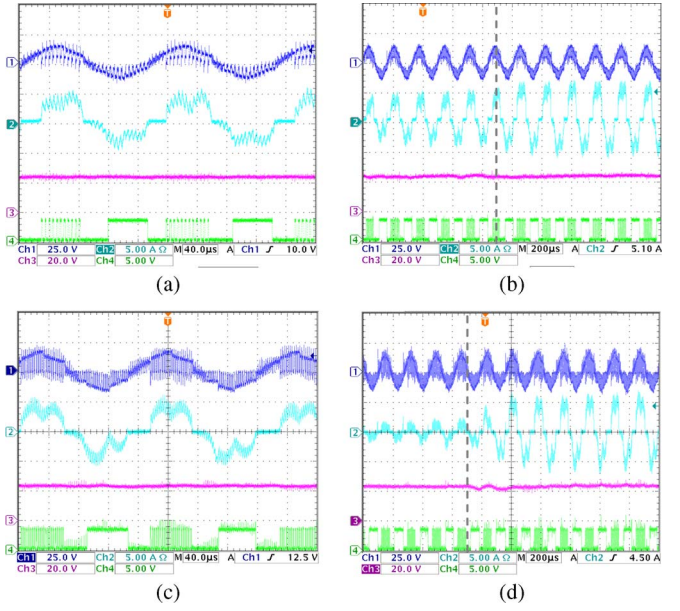 T T
1 1
2 2
3 3
4 4
Ch1 25.0 V Ch2 5.00 A Ω M 40.0µs A Ch1 ʃ 10.0 V
Ch3 20.0 V Ch4 5.00 V
Ch1 25.0 V Ch2 5.00 A Ω M 200µs A Ch2 ʃ 5.10 A
Ch3 20.0 V Ch4 5.00 V
(a) (b)
T T
1 1
2 2
3 3
4 4
Ch1 25.0 V Ch2 5.00 A Ω M 40.0µs A Ch1 ʃ 12.5 V
Ch3 20.0 V Ch4 5.00 V
Ch1 25.0 V Ch2 5.00 A Ω M 200µs A Ch2 ʃ 4.50 A
Ch3 20.0 V Ch4 5.00 V
(c) (d)